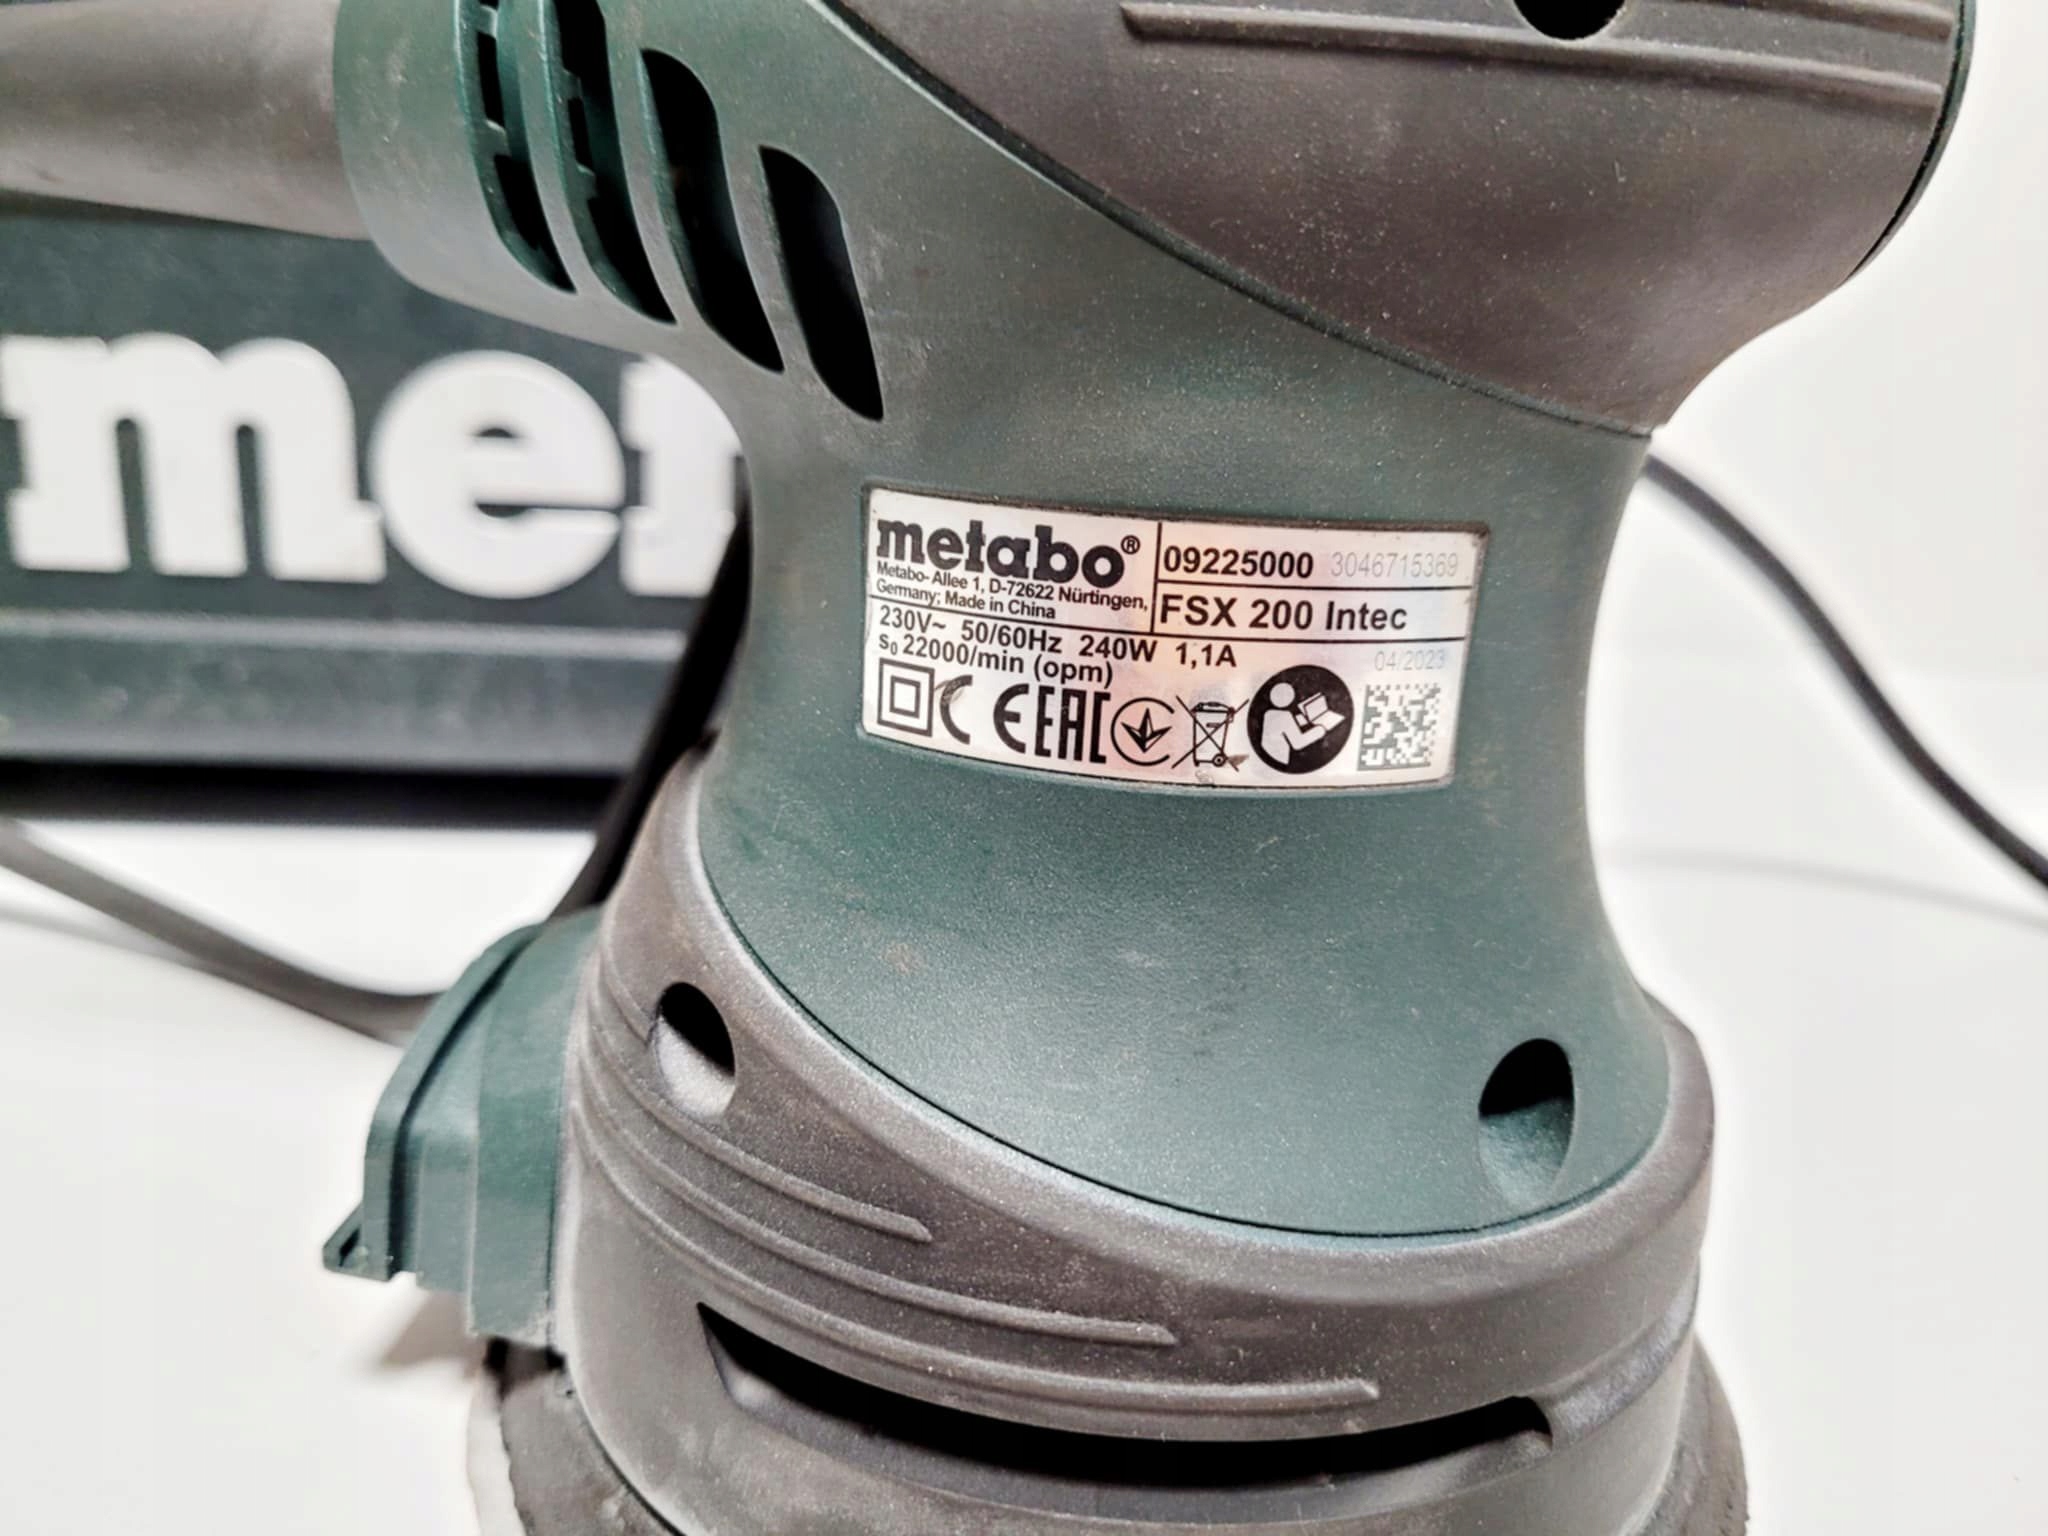 met
metabo®
Metabo-Allee 1, D-72622 Nürtingen,
Germany; Made in China
09225000 3046715369
FSX 200 Intec
230V~ 50/60Hz 240W 1,1A
s₀ 22000/min (opm)
04/2023
CE EAC